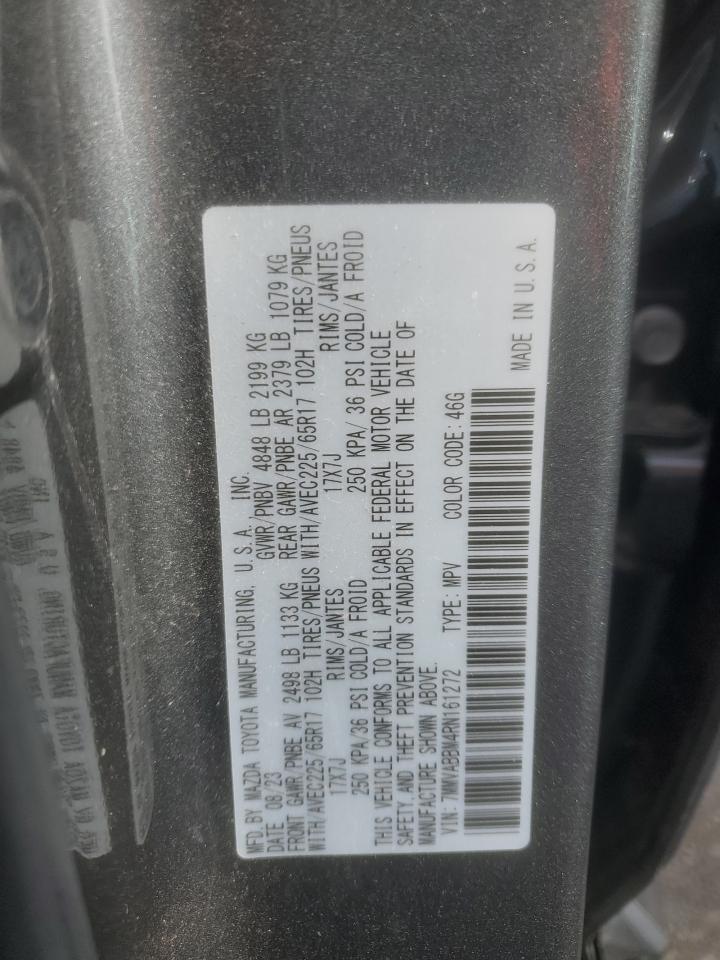 MFD. BY MAZDA TOYOTA MANUFACTURING, U.S.A., INC.
DATE 08/23 GVWR/PNBV 4848 LB 2199 KG
FRONT GAWR/PNBE AV 2498 LB 1133 KG REAR GAWR/PNBE AR 2379 LB 1079 KG
WITH/AVEC225/65R17 102H TIRES/PNEUS WITH/AVEC225/65R17 102H TIRES/PNEUS
17X7J RIMS/JANTES 17X7J RIMS/JANTES
250 KPA/36 PSI COLD/A FROID 250 KPA/ 36 PSI COLD/A FROID
THIS VEHICLE CONFORMS TO ALL APPLICABLE FEDERAL MOTOR VEHICLE
SAFETY,AND THEFT PREVENTION STANDARDS IN EFFECT ON THE DATE OF
MANUFACTURE SHOWN ABOVE.
VIN: 7MMVABBM4RN161272 TYPE: MPV COLOR CODE: 46G
MADE IN U.S.A.